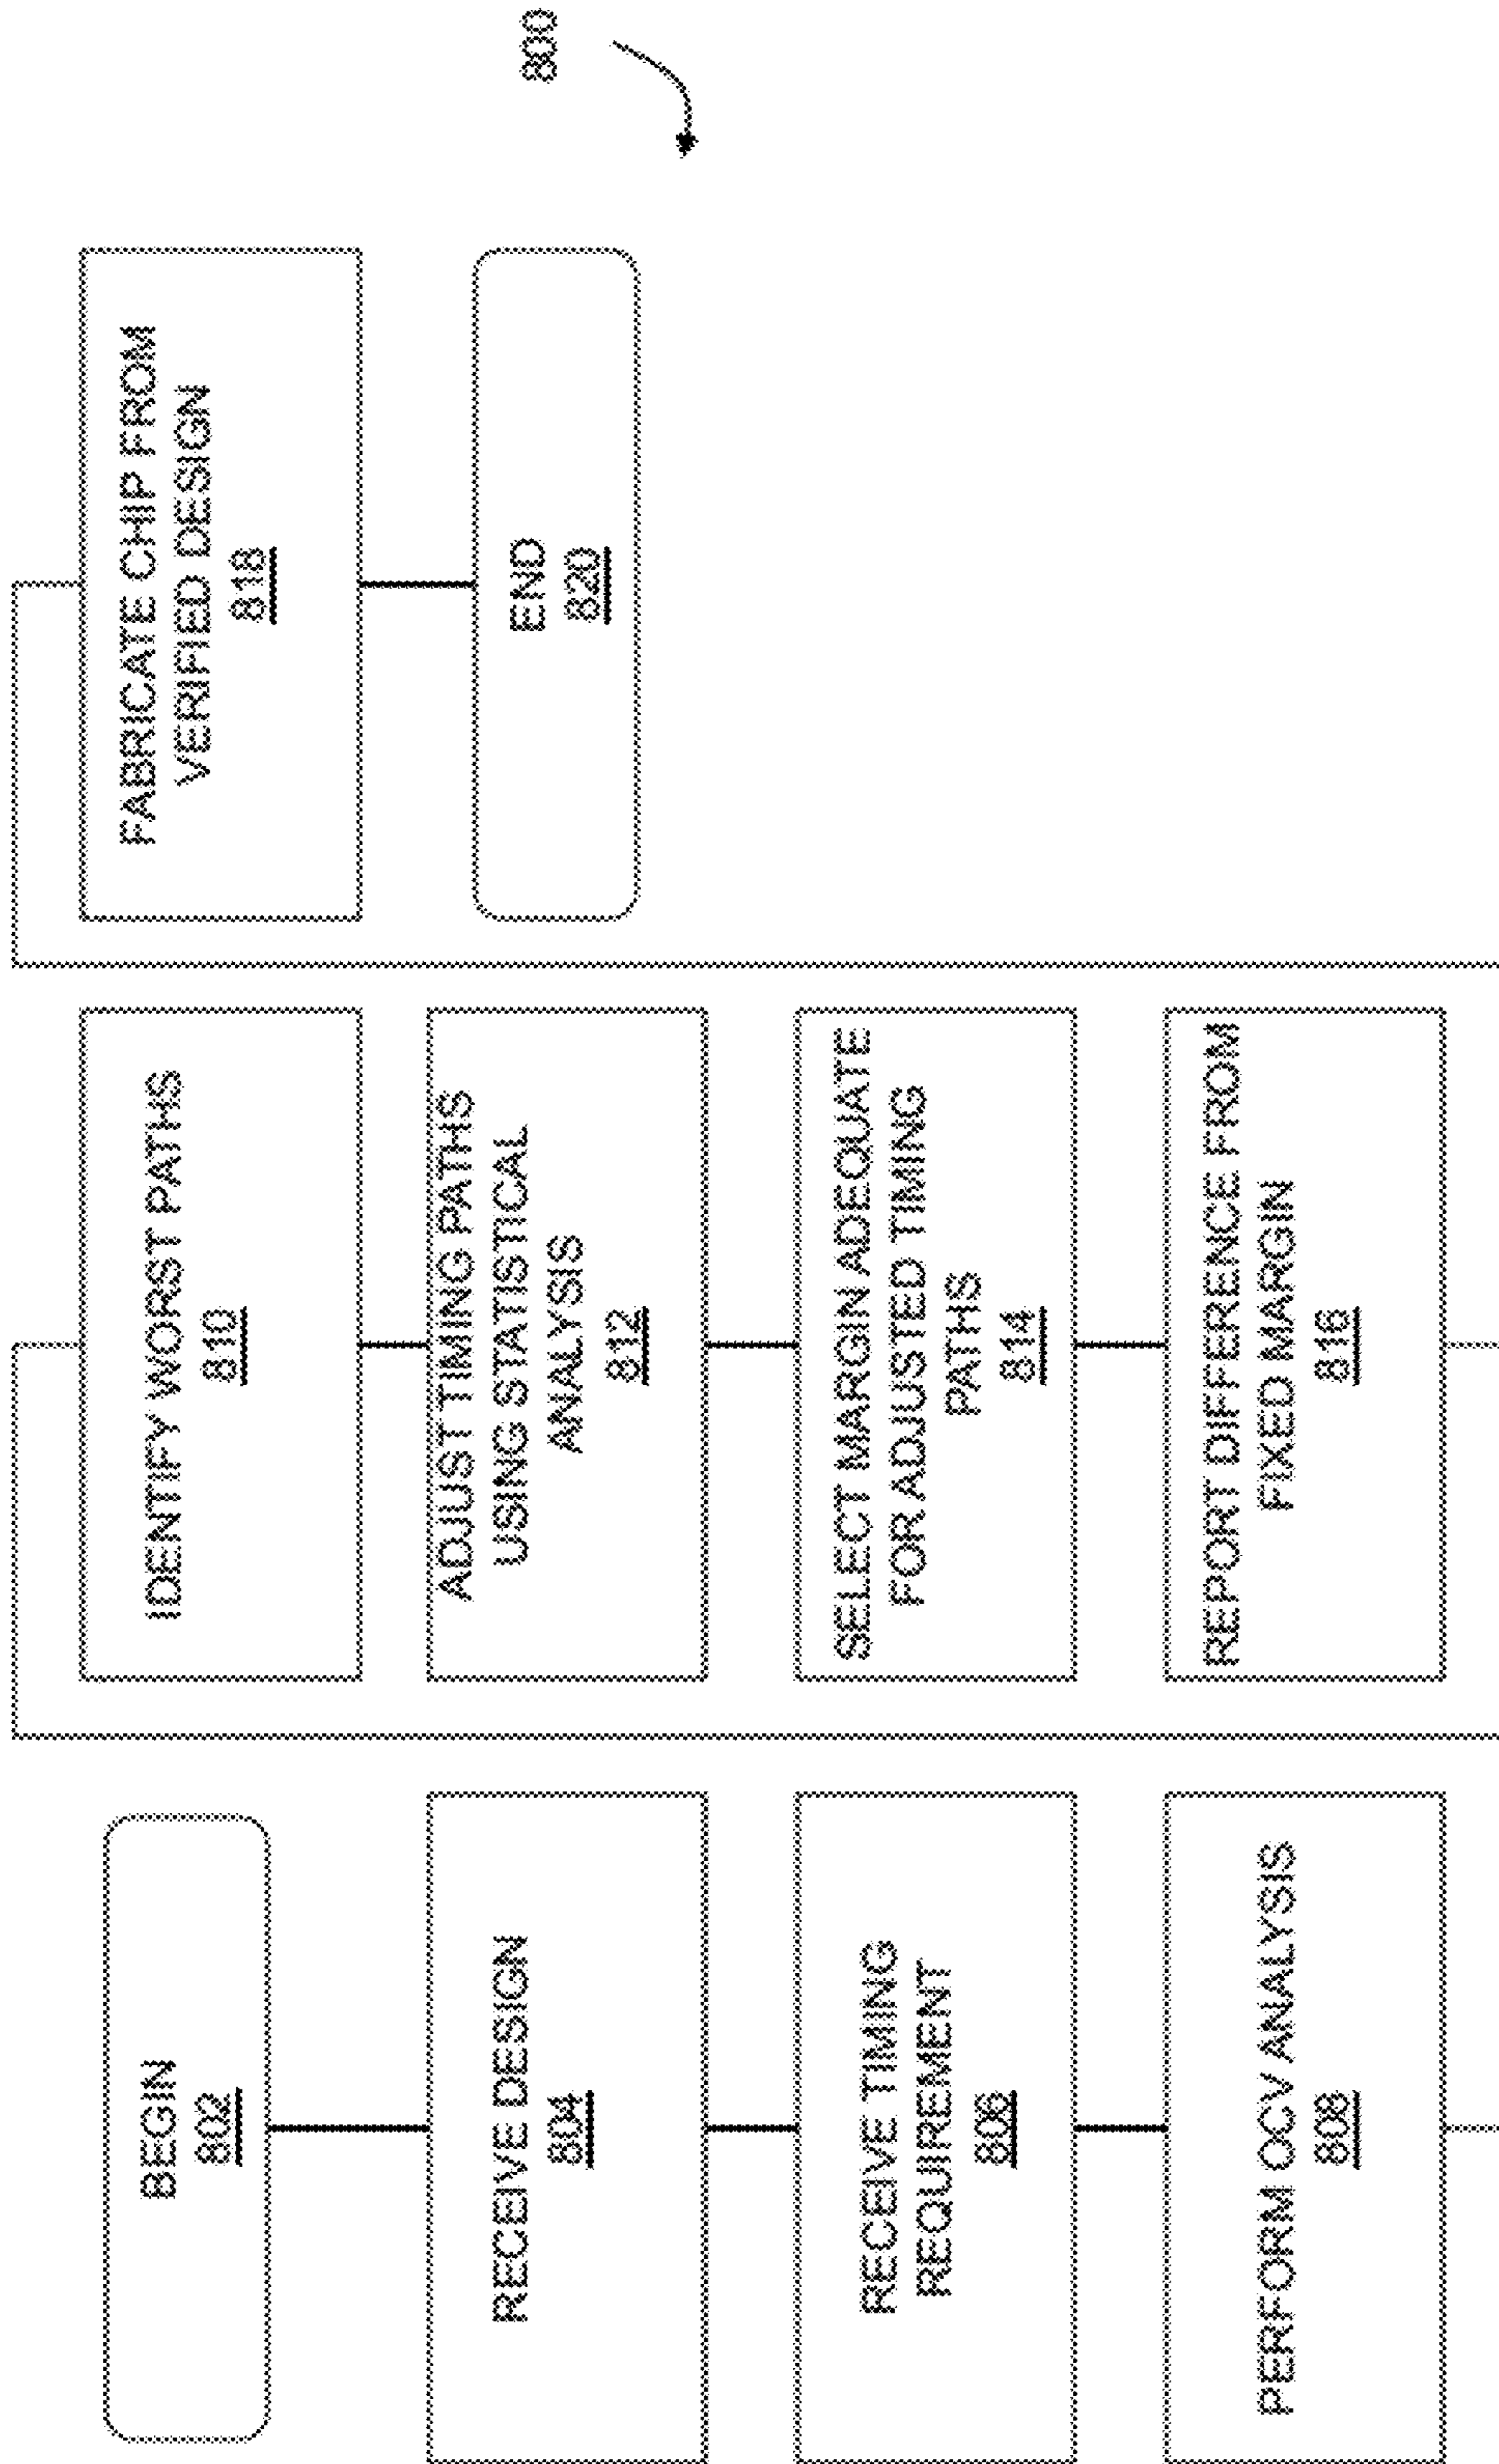 BEGIN
802
RECEIVE DESIGN
804
RECEIVE TIMING
REQUIREMENT
806
PERFORM OCV ANALYSIS
808
IDENTIFY WORST PATHS
810
ADJUST TIMING PATHS
USING STATISTICAL
ANALYSIS
812
SELECT MARGIN ADEQUATE
FOR ADJUSTED TIMING
PATHS
814
REPORT DIFFERENCE FROM
FIXED MARGIN
816
FABRICATE CHIP FROM
VERIFIED DESIGN
818
END
820
800